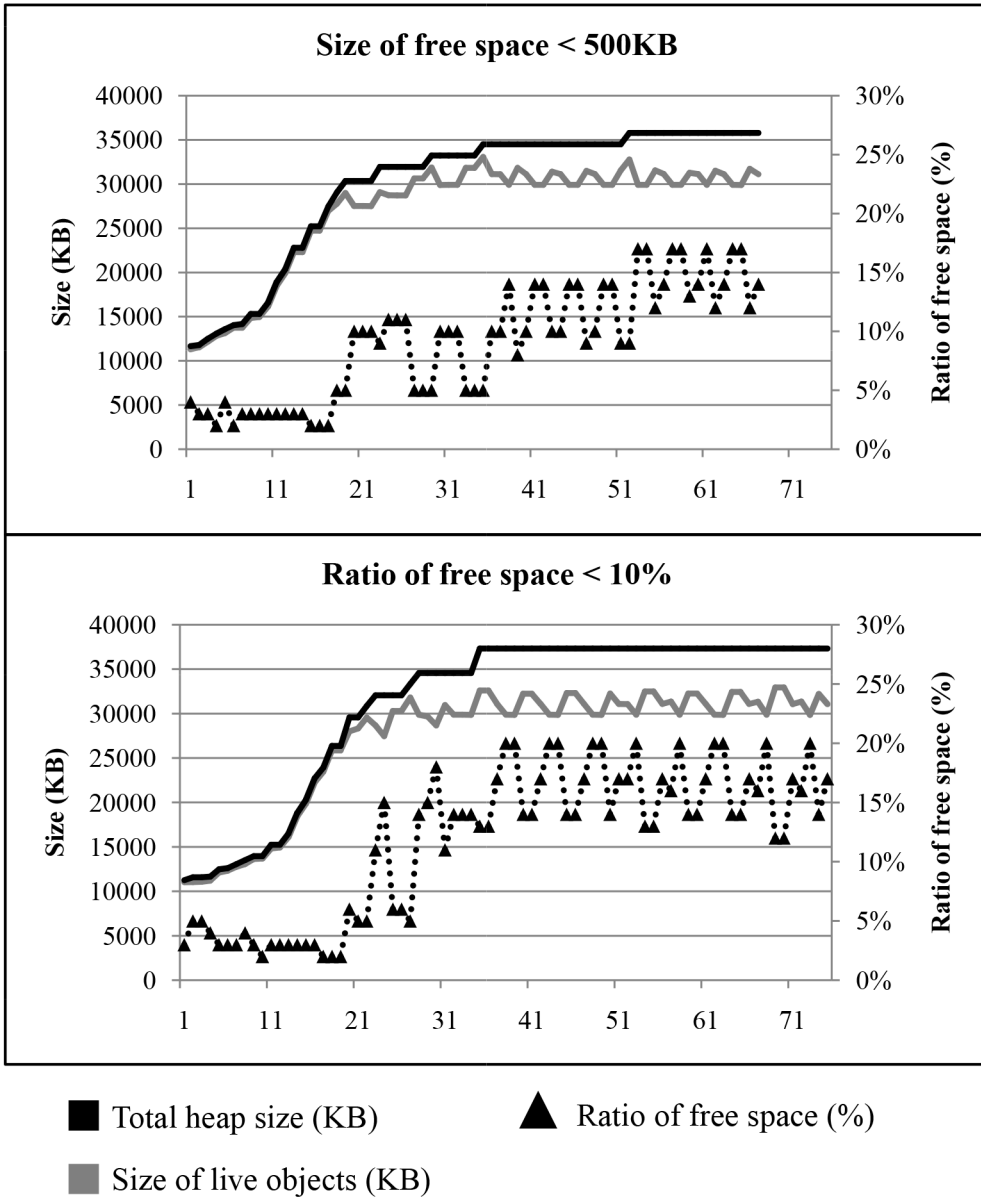 Size of free space < 500KB
40000
35000
30000
25000
20000
15000
10000
5000
0
Size (KB)
30%
25%
20%
15%
10%
5%
0%
Ratio of free space (%)
1 11 21 31 41 51 61 71
Ratio of free space < 10%
40000
35000
30000
25000
20000
15000
10000
5000
0
Size (KB)
30%
25%
20%
15%
10%
5%
0%
Ratio of free space (%)
1 11 21 31 41 51 61 71
Total heap size (KB)
Ratio of free space (%)
Size of live objects (KB)